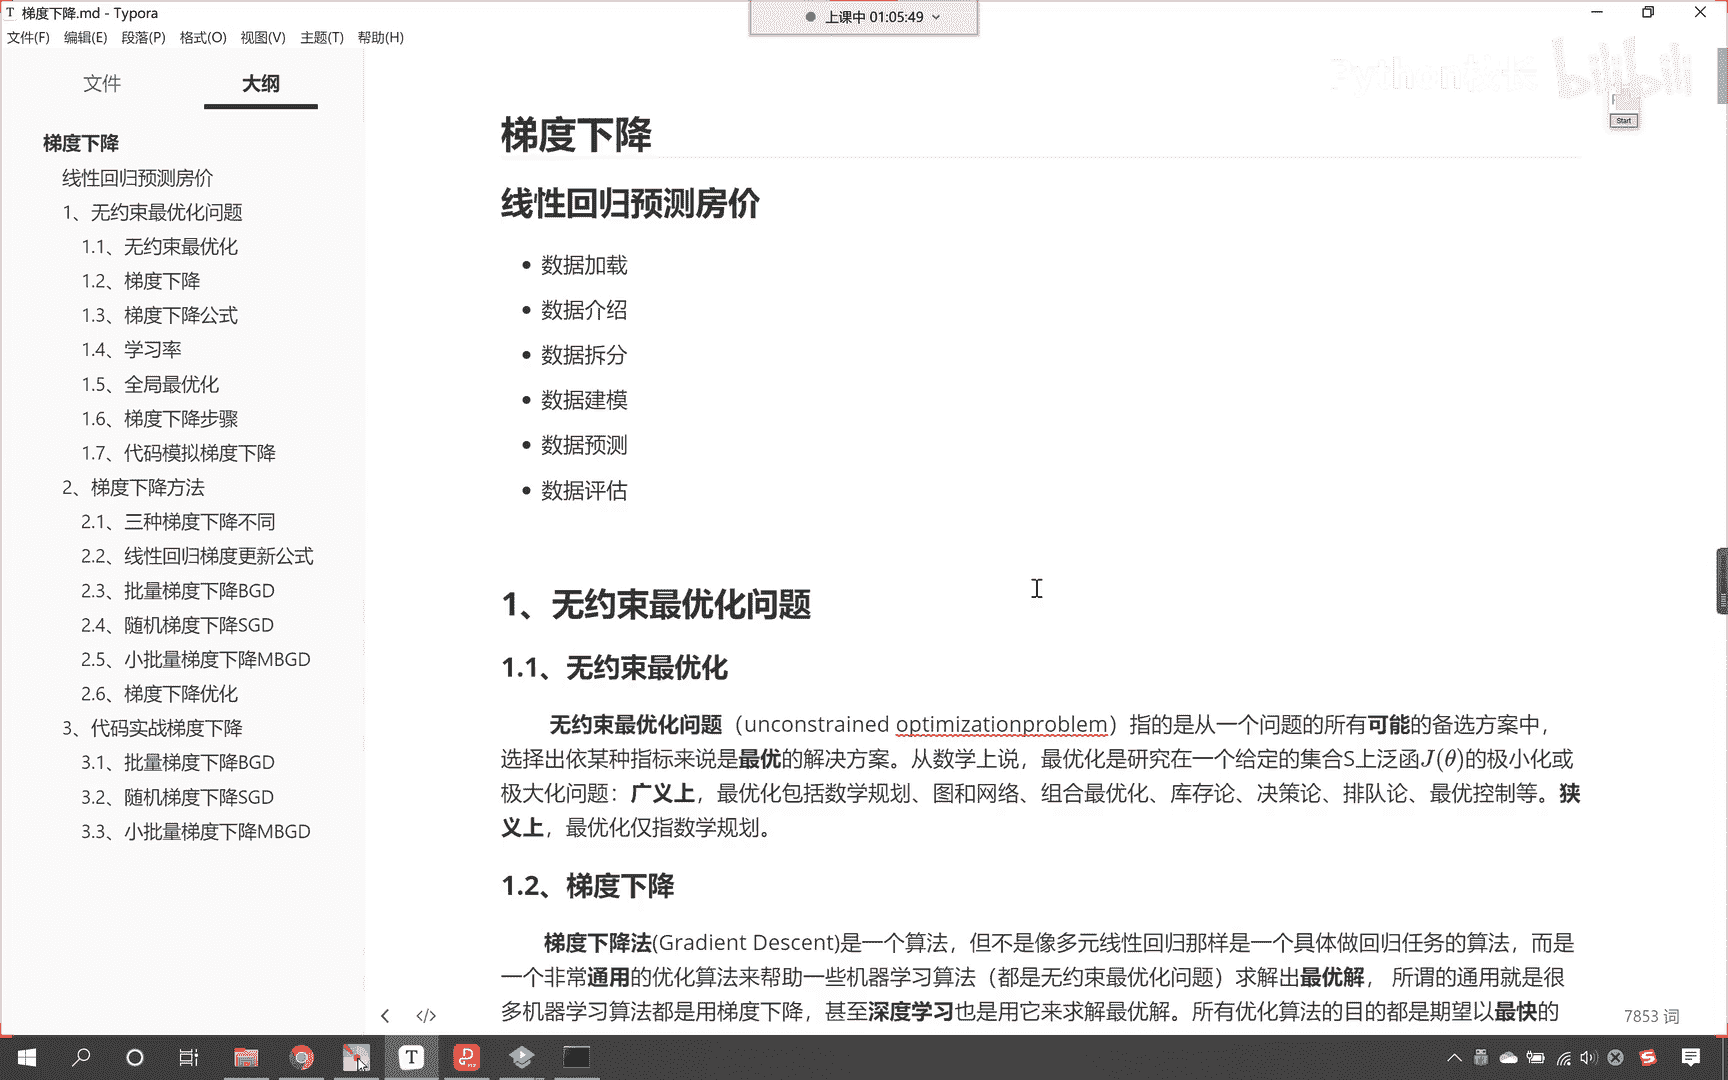 梯度下降.md - Typora
上课中 01:05:49
文件(F) 编辑(E) 段落(P) 格式(O) 视图(V) 主题(T) 帮助(H)
文件 大纲
梯度下降
线性回归预测房价
1、无约束最优化问题
1.1、无约束最优化
1.2、梯度下降
1.3、梯度下降公式
1.4、学习率
1.5、全局最优化
1.6、梯度下降步骤
1.7、代码模拟梯度下降
2、梯度下降方法
2.1、三种梯度下降不同
2.2、线性回归梯度更新公式
2.3、批量梯度下降BGD
2.4、随机梯度下降SGD
2.5、小批量梯度下降MBGD
2.6、梯度下降优化
3、代码实战梯度下降
3.1、批量梯度下降BGD
3.2、随机梯度下降SGD
3.3、小批量梯度下降MBGD
bilibili
Start
梯度下降
线性回归预测房价
数据加载
数据介绍
数据拆分
数据建模
数据预测
数据评估
1、无约束最优化问题
1.1、无约束最优化
无约束最优化问题（unconstrained optimizationproblem）指的是从一个问题的所有可能的备选方案中，
选择出依某种指标来说是最优的解决方案。从数学上说，最优化是研究在一个给定的集合S上泛函J(θ)的极小化或
极大化问题：广义上，最优化包括数学规划、图和网络、组合最优化、库存论、决策论、排队论、最优控制等。狭
义上，最优化仅指数学规划。
1.2、梯度下降
梯度下降法(Gradient Descent)是一个算法，但不是像多元线性回归那样是一个具体做回归任务的算法，而是
一个非常通用的优化算法来帮助一些机器学习算法（都是无约束最优化问题）求解出最优解， 所谓的通用就是很
多机器学习算法都是用梯度下降，甚至深度学习也是用它来求解最优解。所有优化算法的目的都是期望以最快的
7853 词